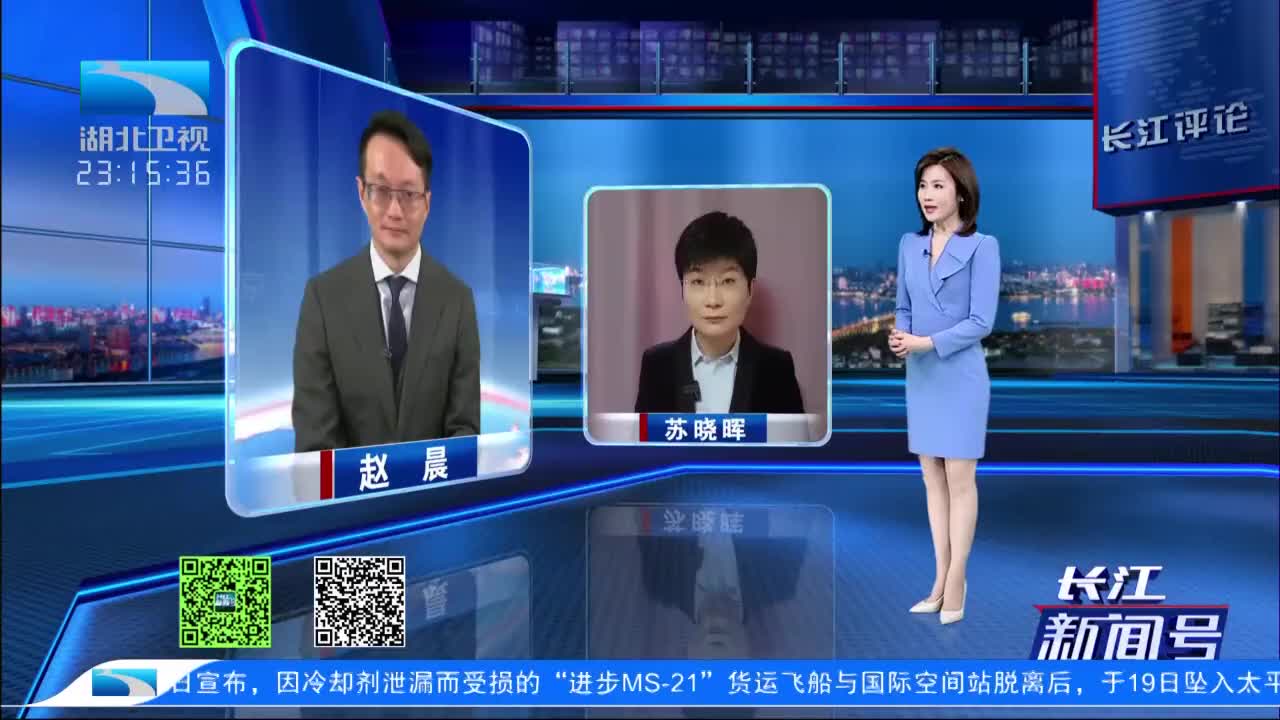 湖北卫视
23:15:36
长江评论
赵晨
苏晓晖
苏晓晖
长江
新闻号
日宣布，因冷却剂泄漏而受损的“进步MS-21”货运飞船与国际空间站脱离后，于19日坠入太平